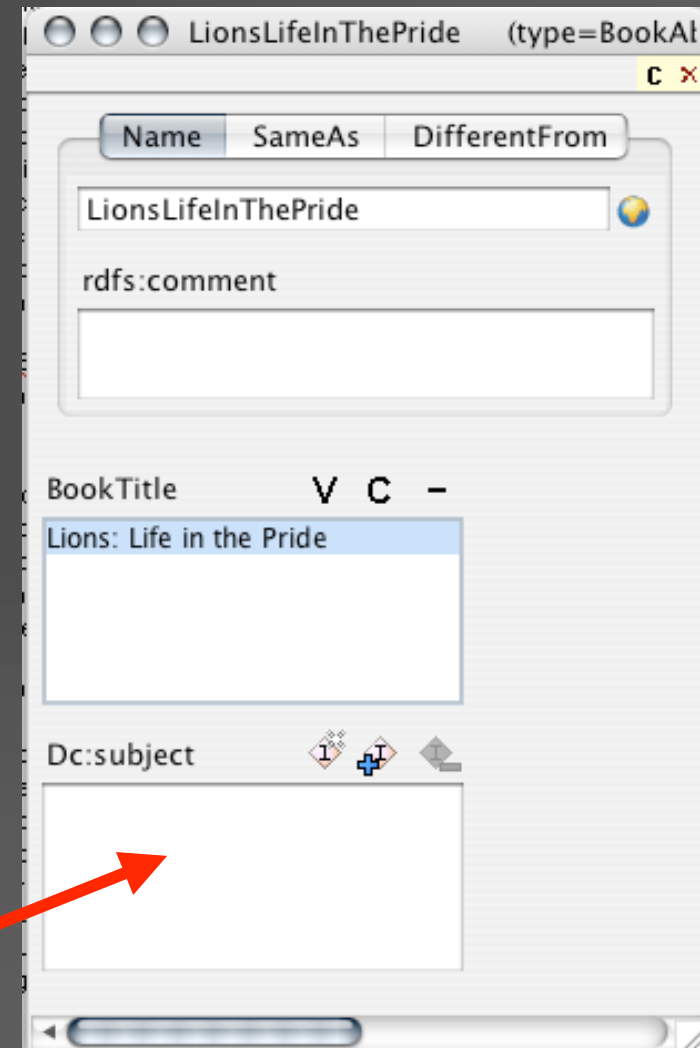 LionsLifeInThePride (type=BookAb
C ×
Name SameAs DifferentFrom
LionsLifeInThePride
rdfs:comment
BookTitle V C –
Lions: Life in the Pride
Dc:subject